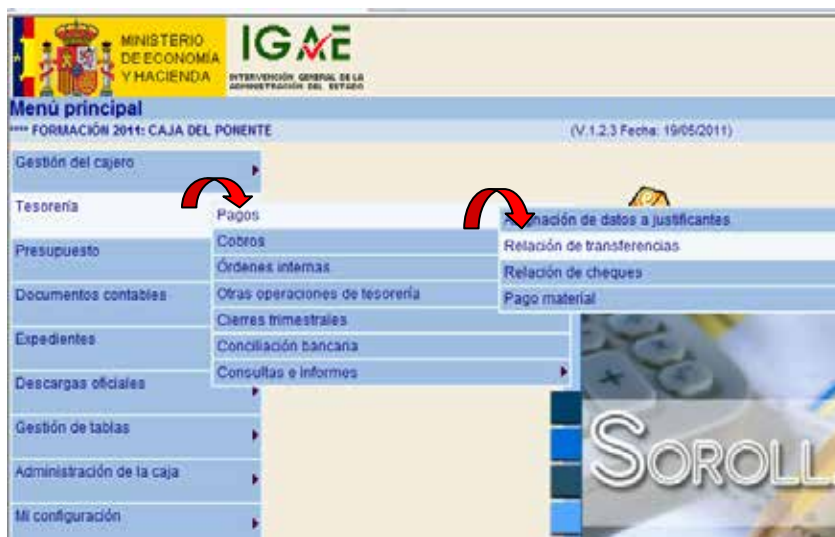 MINISTERIO
DE ECONOMÍA
Y HACIENDA
IGAE
INTERVENCIÓN GENERAL DE LA
ADMINISTRACIÓN DEL ESTADO
Menú principal
**** FORMACIÓN 2011: CAJA DEL PONENTE (V.1.2.3 Fecha: 19/05/2011)
Gestión del cajero
Tesorería
Presupuesto
Documentos contables
Expedientes
Descargas oficiales
Gestión de tablas
Administración de la caja
Mi configuración
Pagos
Cobros
Órdenes internas
Otras operaciones de tesorería
Cierres trimestrales
Conciliación bancaria
Consultas e informes
de datos a justificantes
Relación de transferencias
Relación de cheques
Pago material
SOROLL